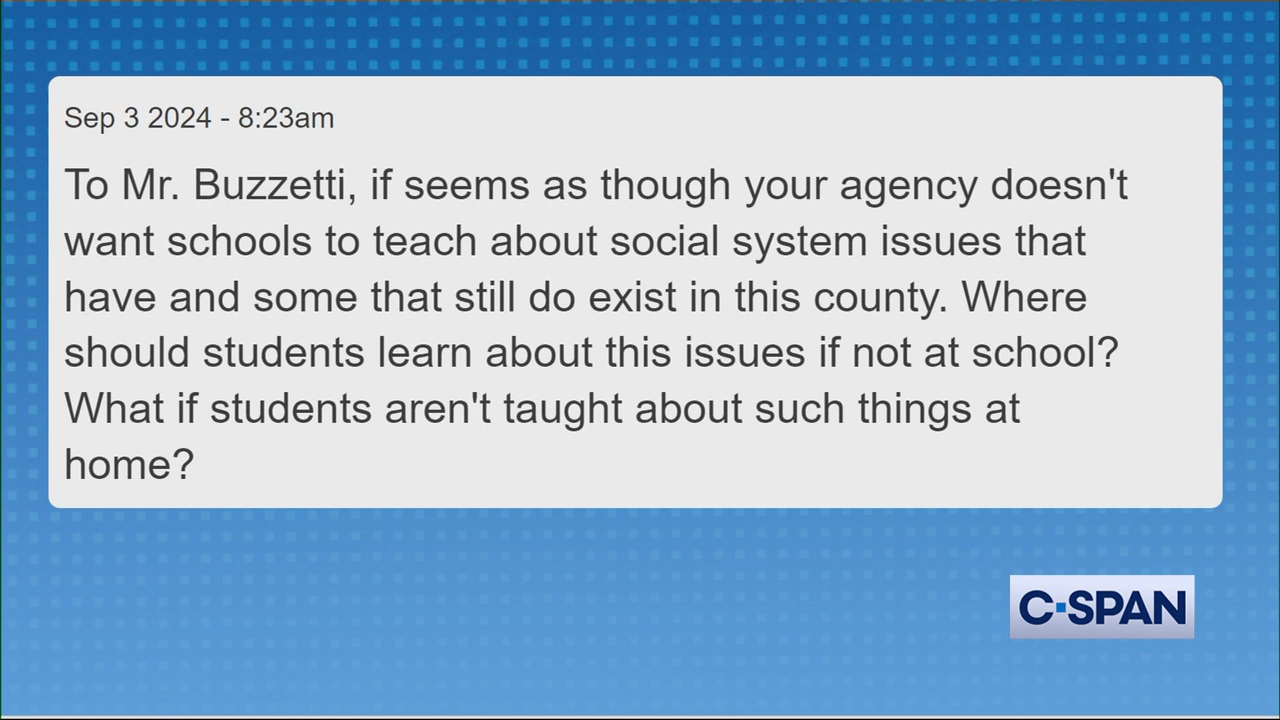 Sep 3 2024 - 8:23am
To Mr. Buzzetti, if seems as though your agency doesn't
want schools to teach about social system issues that
have and some that still do exist in this county. Where
should students learn about this issues if not at school?
What if students aren't taught about such things at
home?
C-SPAN